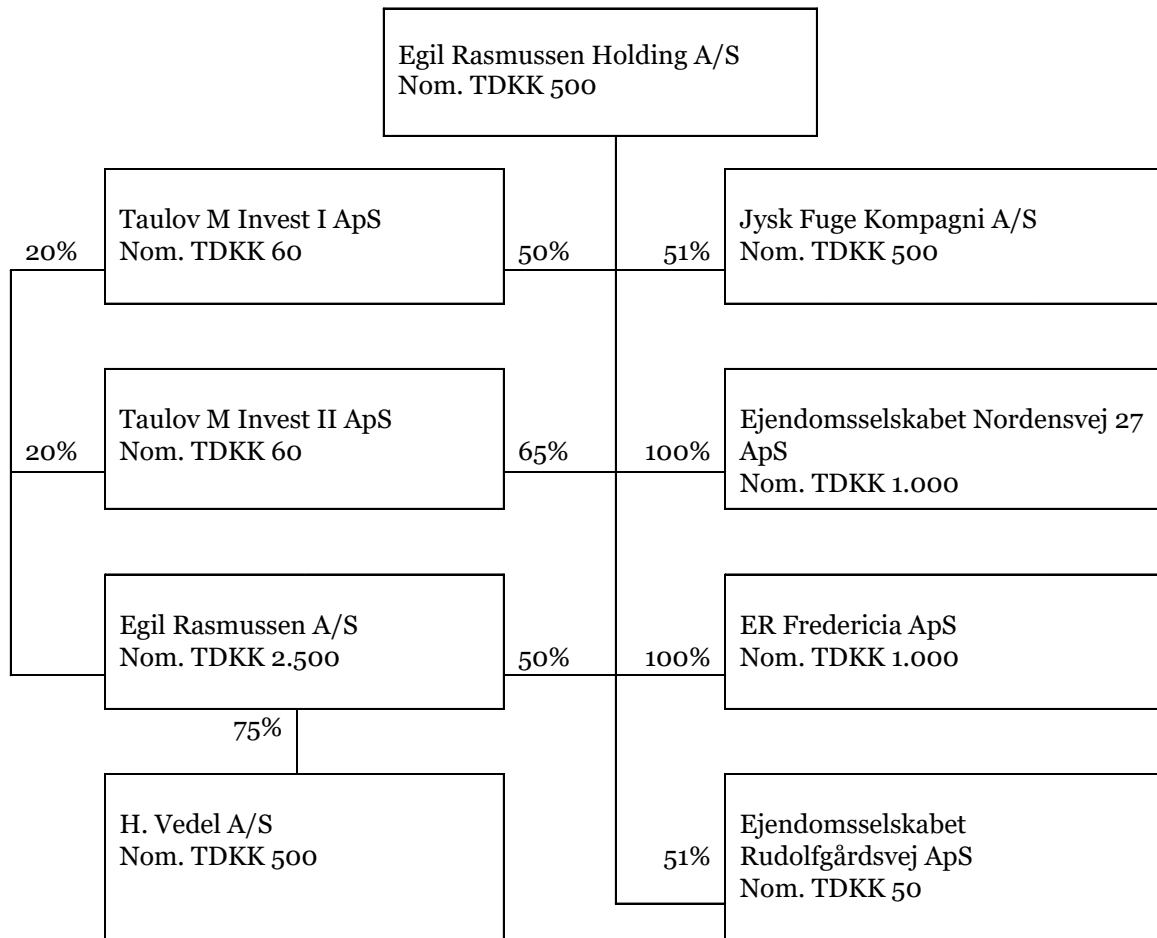 Egil Rasmussen Holding A/S
Nom. TDKK 500
Taulov M Invest I ApS
Nom. TDKK 60
20%
50%
51%
Jysk Fuge Kompagni A/S
Nom. TDKK 500
Taulov M Invest II ApS
Nom. TDKK 60
20%
65%
100%
Ejendomsselskabet Nordensvej 27
ApS
Nom. TDKK 1.000
Egil Rasmussen A/S
Nom. TDKK 2.500
50%
100%
ER Fredericia ApS
Nom. TDKK 1.000
75%
H. Vedel A/S
Nom. TDKK 500
51%
Ejendomsselskabet
Rudolfgårdsvej ApS
Nom. TDKK 50